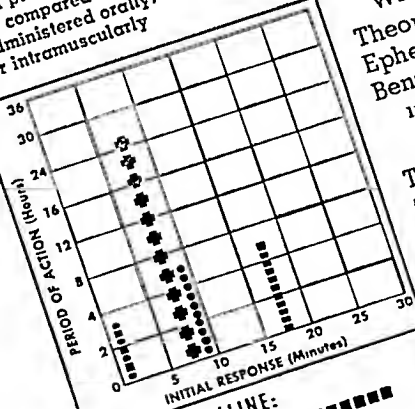 compared
administered orally,
r intramuscularly
Theo
Ephe
Ben
36
30
24
16
12
8
4
2
0
PERIOD OF ACTION (Hours)
5
10
15
20
25
30
INITIAL RESPONSE (Minutes)
LINE: